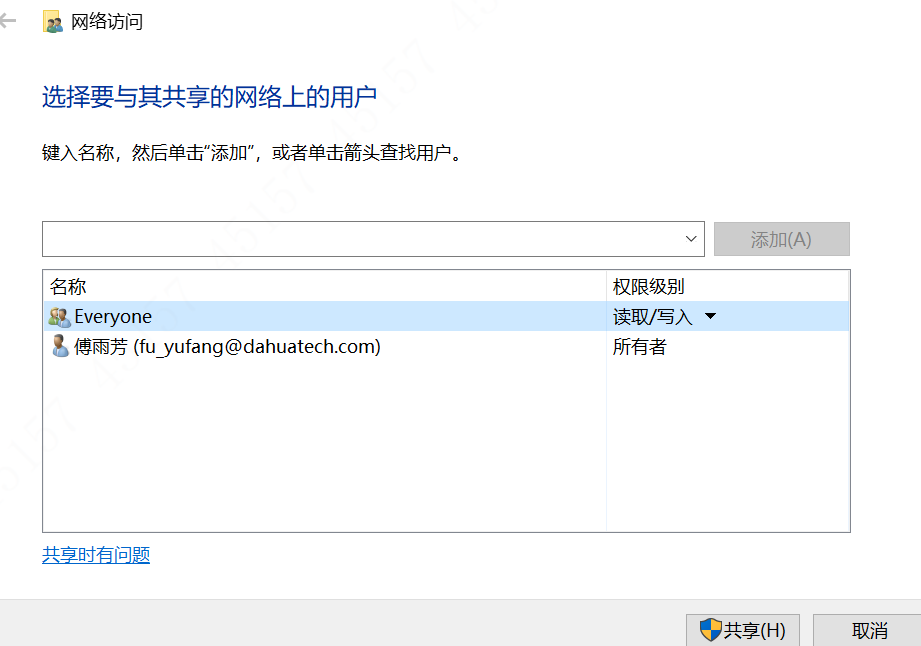 网络访问
选择要与其共享的网络上的用户
键入名称，然后单击“添加”，或者单击箭头查找用户。
添加(A)
名称 权限级别
Everyone 读取/写入
傅雨芳 (fu_yufang@dahuatech.com) 所有者
共享时有问题
共享(H) 取消